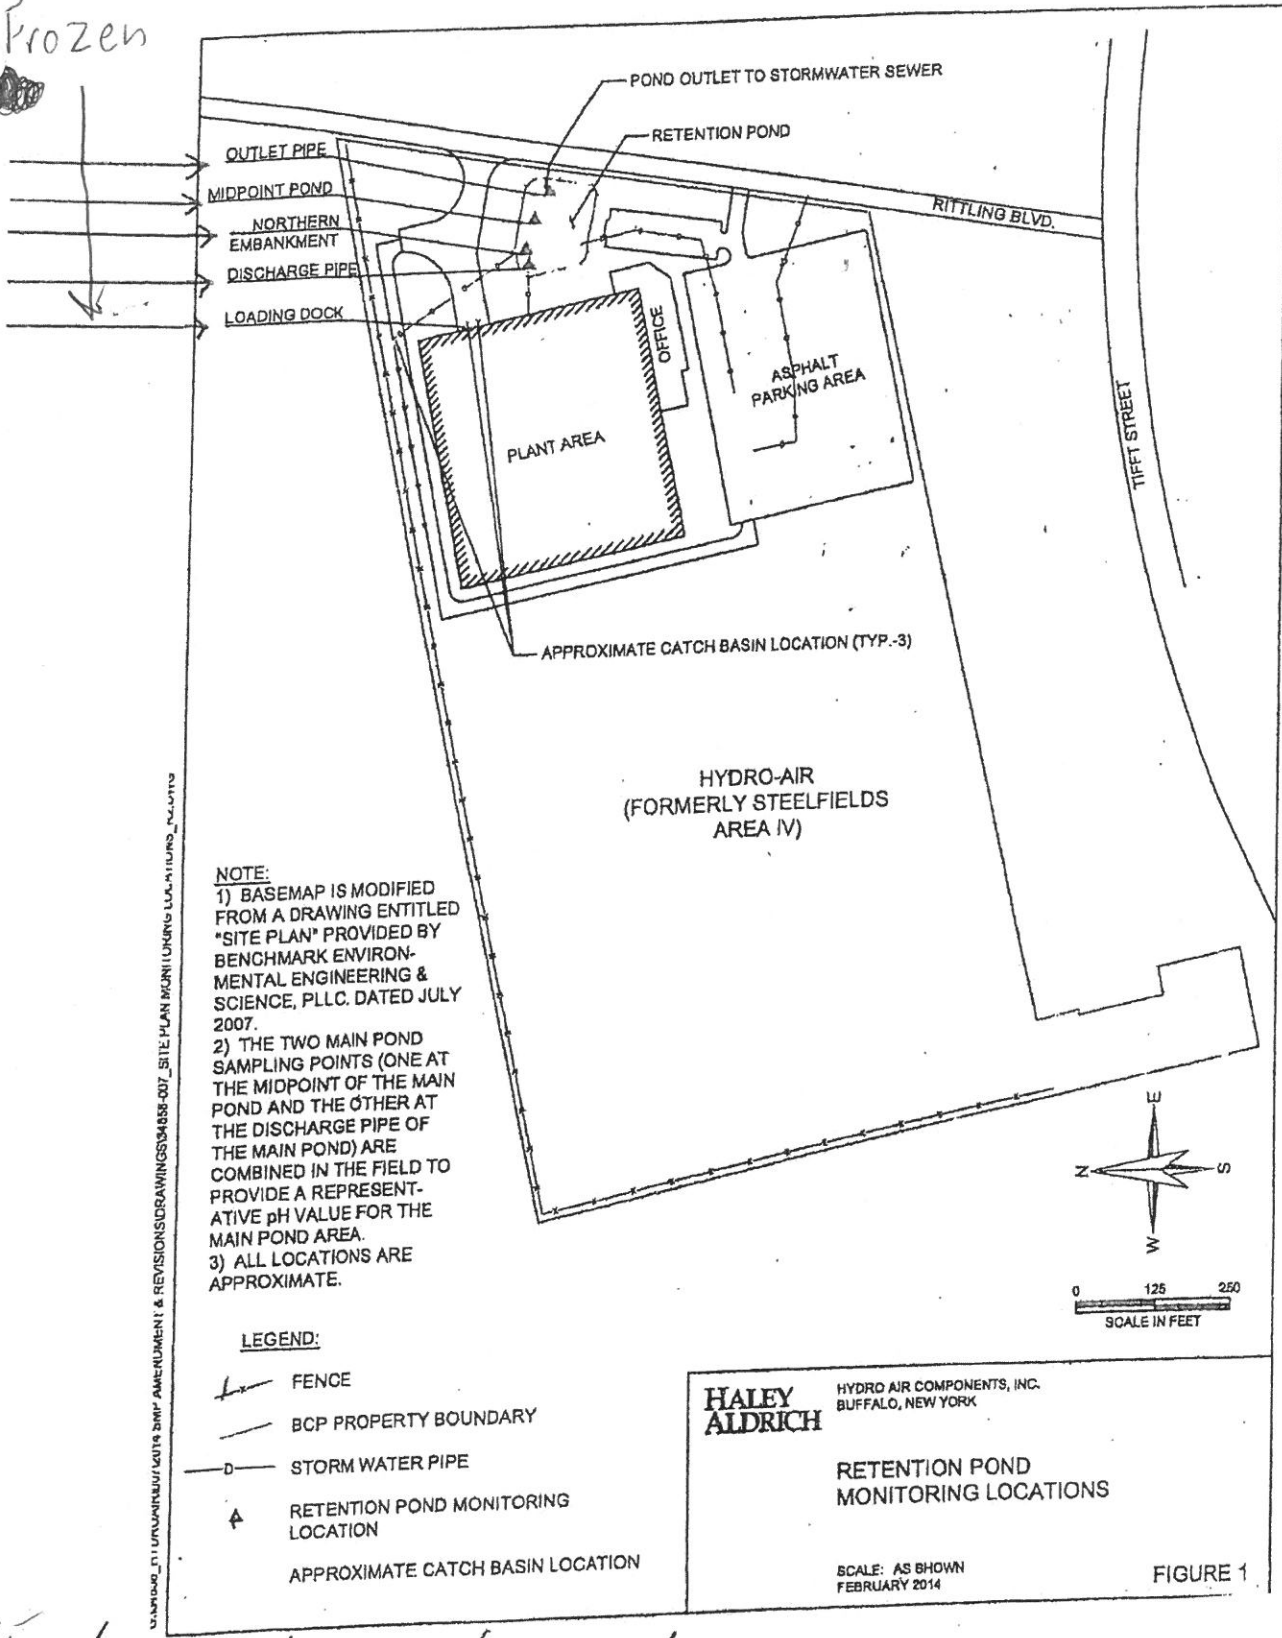 Frozen
POND OUTLET TO STORMWATER SEWER
RETENTION POND
OUTLET PIPE
MIDPOINT POND
NORTHERN
EMBANKMENT
DISCHARGE PIPE
LOADING DOCK
RITTLING BLVD.
OFFICE
ASPHALT
PARKING AREA
PLANT AREA
TIFFT STREET
APPROXIMATE CATCH BASIN LOCATION (TYP.-3)
HYDRO-AIR
(FORMERLY STEELFIELDS
AREA IV)
NOTE:
1) BASEMAP IS MODIFIED
FROM A DRAWING ENTITLED
"SITE PLAN" PROVIDED BY
BENCHMARK ENVIRON-
MENTAL ENGINEERING &
SCIENCE, PLLC. DATED JULY
2007.
2) THE TWO MAIN POND
SAMPLING POINTS (ONE AT
THE MIDPOINT OF THE MAIN
POND AND THE OTHER AT
THE DISCHARGE PIPE OF
THE MAIN POND) ARE
COMBINED IN THE FIELD TO
PROVIDE A REPRESENT-
ATIVE pH VALUE FOR THE
MAIN POND AREA.
3) ALL LOCATIONS ARE
APPROXIMATE.
E
N
S
W
0 125 250
SCALE IN FEET
LEGEND:
FENCE
BCP PROPERTY BOUNDARY
D STORM WATER PIPE
RETENTION POND MONITORING
LOCATION
APPROXIMATE CATCH BASIN LOCATION
HALEY
ALDRICH
HYDRO AIR COMPONENTS, INC.
BUFFALO, NEW YORK
RETENTION POND
MONITORING LOCATIONS
SCALE: AS SHOWN
FEBRUARY 2014
FIGURE 1